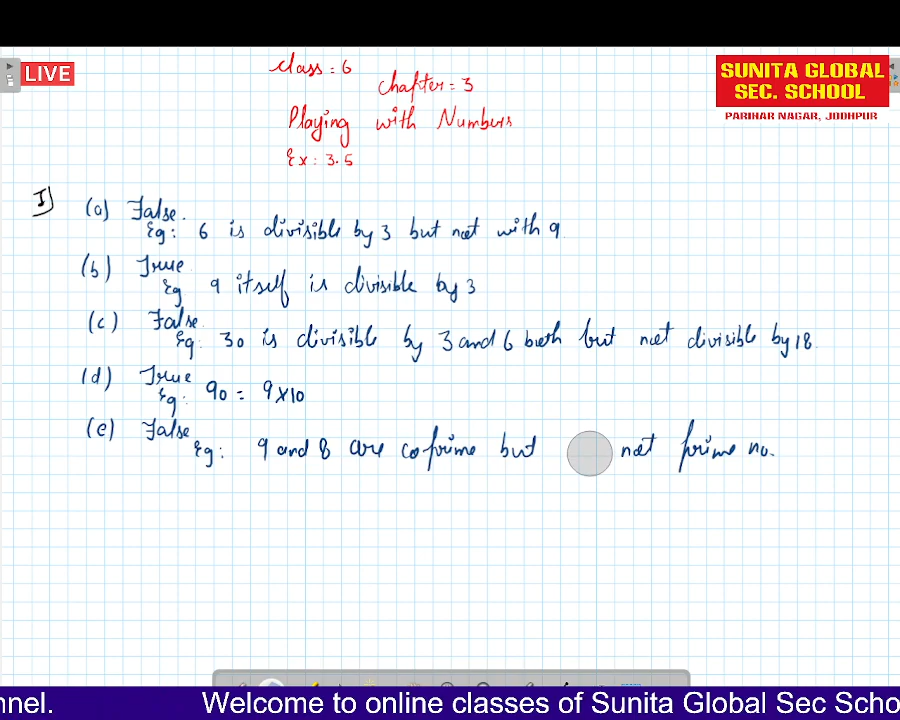 LIVE
class : 6
chapter = 3
Playing with Numbers
Ex : 3.5
SUNITA GLOBAL
SEC. SCHOOL
PARIHAR NAGAR, JODHPUR
I)
(a) False.
Eg: 6 is divisible by 3 but not with 9
(b) True
Eg 9 itself is divisible by 3
(c) False.
Eg: 30 is divisible by 3 and 6 both but not divisible by 18.
(d) True
Eg: 90 = 9 x 10
(e) False
Eg: 9 and 8 are coprime but not prime no.
nnel. Welcome to online classes of Sunita Global Sec Scho